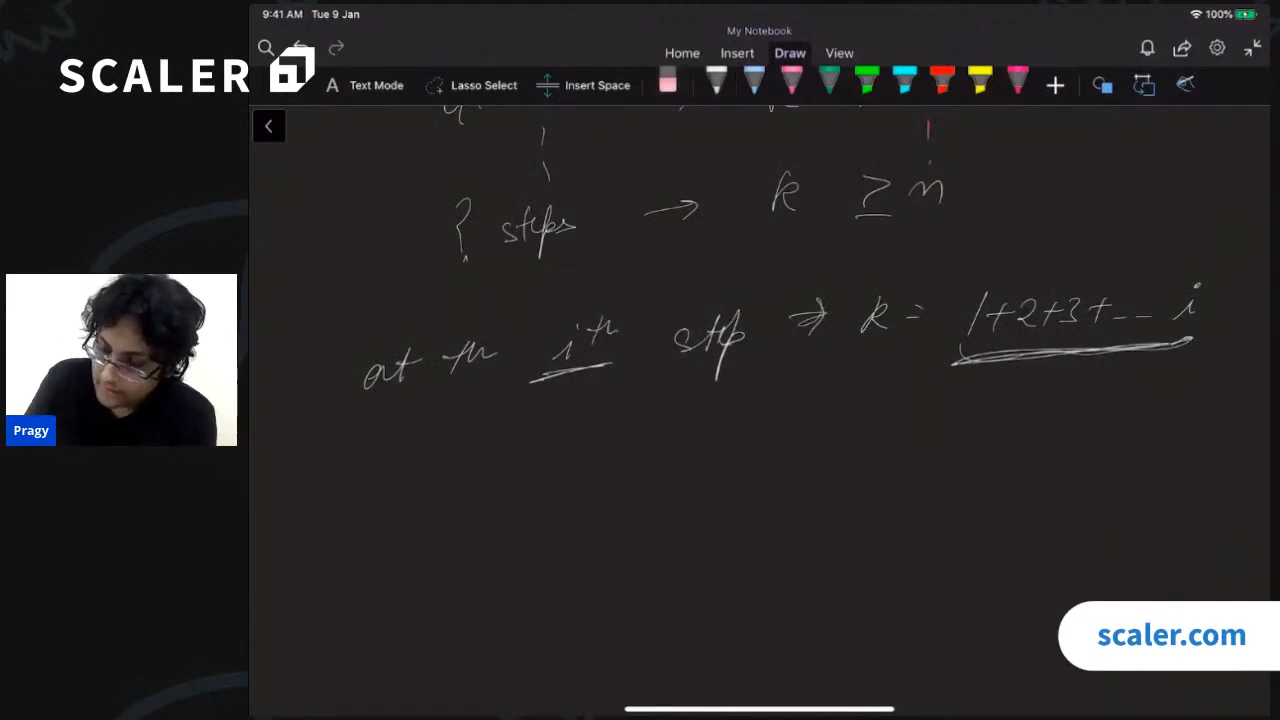 9:41 AM Tue 9 Jan
100%
My Notebook
SCALER
Home Insert Draw View
A Text Mode Lasso Select Insert Space
? steps → k ≥ n
at th ith step ⇒ k = 1+2+3+-- i
Pragy
scaler.com